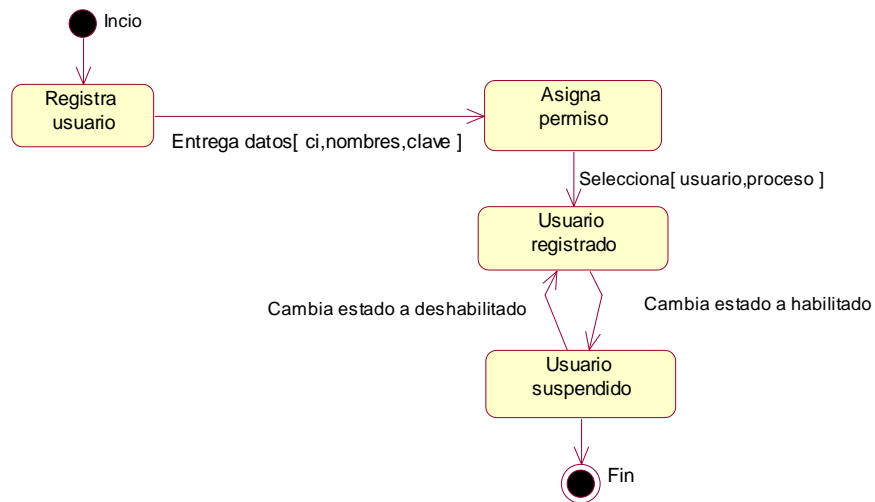 Incio
Registra
usuario
Entrega datos[ ci,nombres,clave ]
Asigna
permiso
Selecciona[ usuario,proceso ]
Usuario
registrado
Cambia estado a deshabilitado
Cambia estado a habilitado
Usuario
suspendido
Fin